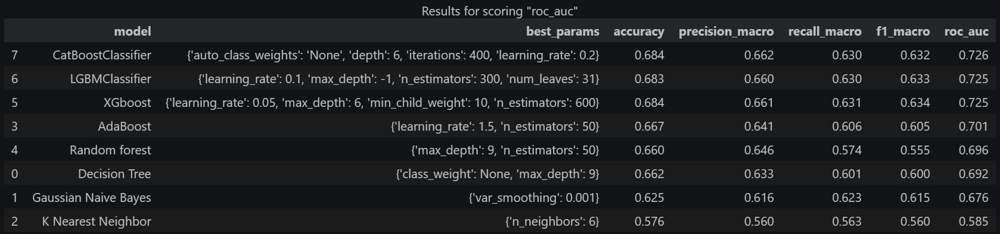 Results for scoring "roc_auc"
model best_params accuracy precision_macro recall_macro f1_macro roc_auc
7 CatBoostClassifier {'auto_class_weights': 'None', 'depth': 6, 'iterations': 400, 'learning_rate': 0.2} 0.684 0.662 0.630 0.632 0.726
6 LGBMClassifier {'learning_rate': 0.1, 'max_depth': -1, 'n_estimators': 300, 'num_leaves': 31} 0.683 0.660 0.630 0.633 0.725
5 XGboost {'learning_rate': 0.05, 'max_depth': 6, 'min_child_weight': 10, 'n_estimators': 600} 0.684 0.661 0.631 0.634 0.725
3 AdaBoost {'learning_rate': 1.5, 'n_estimators': 50} 0.667 0.641 0.606 0.605 0.701
4 Random forest {'max_depth': 9, 'n_estimators': 50} 0.660 0.646 0.574 0.555 0.696
0 Decision Tree {'class_weight': None, 'max_depth': 9} 0.662 0.633 0.601 0.600 0.692
1 Gaussian Naive Bayes {'var_smoothing': 0.001} 0.625 0.616 0.623 0.615 0.676
2 K Nearest Neighbor {'n_neighbors': 6} 0.576 0.560 0.563 0.560 0.585